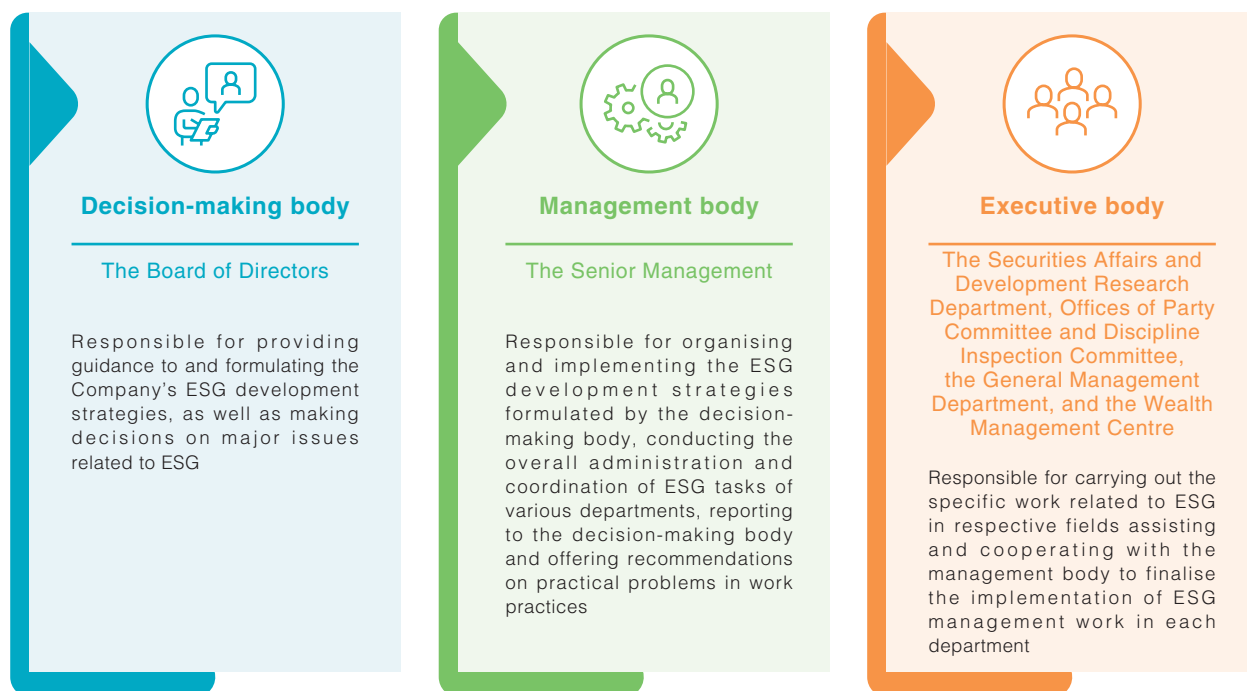 Decision-making body
The Board of Directors
Responsible for providing
guidance to and formulating the
Company's ESG development
strategies, as well as making
decisions on major issues
related to ESG
Management body
The Senior Management
Responsible for organising
and implementing the ESG
development strategies
formulated by the decision-
making body, conducting the
overall administration and
coordination of ESG tasks of
various departments, reporting
to the decision-making body
and offering recommendations
on practical problems in work
practices
Executive body
The Securities Affairs and
Development Research
Department, Offices of Party
Committee and Discipline
Inspection Committee,
the General Management
Department, and the Wealth
Management Centre
Responsible for carrying out the
specific work related to ESG
in respective fields assisting
and cooperating with the
management body to finalise
the implementation of ESG
management work in each
department